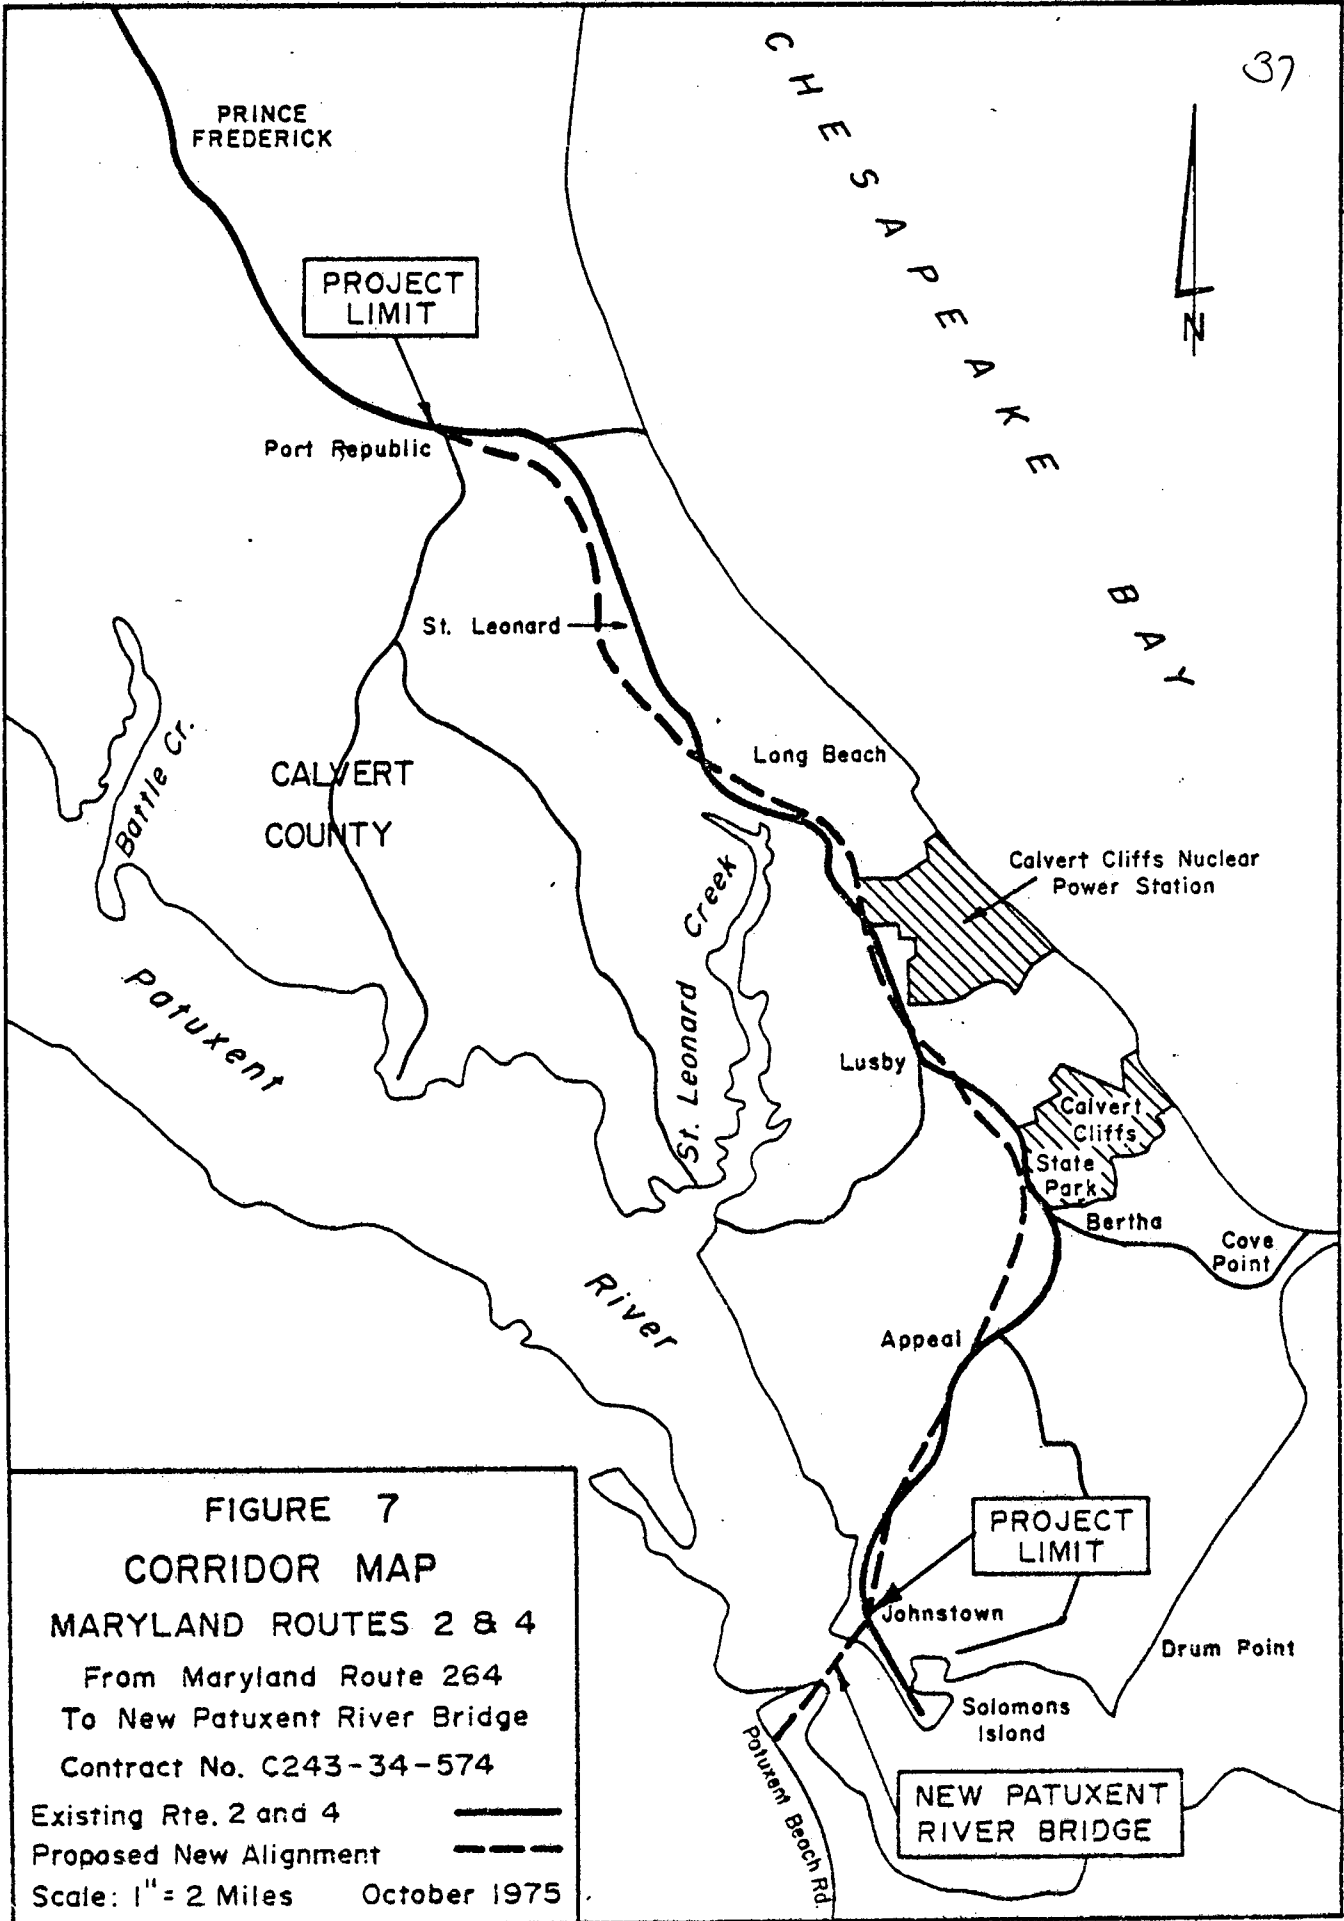 37
CHESAPEAKE BAY
N
PRINCE
FREDERICK
PROJECT
LIMIT
Port Republic
St. Leonard
Long Beach
Battle Cr.
CALVERT
COUNTY
St. Leonard Creek
Calvert Cliffs Nuclear
Power Station
Patuxent River
Lusby
Calvert
Cliffs
State
Park
Bertha
Cove
Point
Appeal
PROJECT
LIMIT
Johnstown
Drum Point
Solomons
Island
Patuxent Beach Rd.
NEW PATUXENT
RIVER BRIDGE
FIGURE 7
CORRIDOR MAP
MARYLAND ROUTES 2 & 4
From Maryland Route 264
To New Patuxent River Bridge
Contract No. C243-34-574
Existing Rte. 2 and 4
Proposed New Alignment
Scale: 1" = 2 Miles October 1975